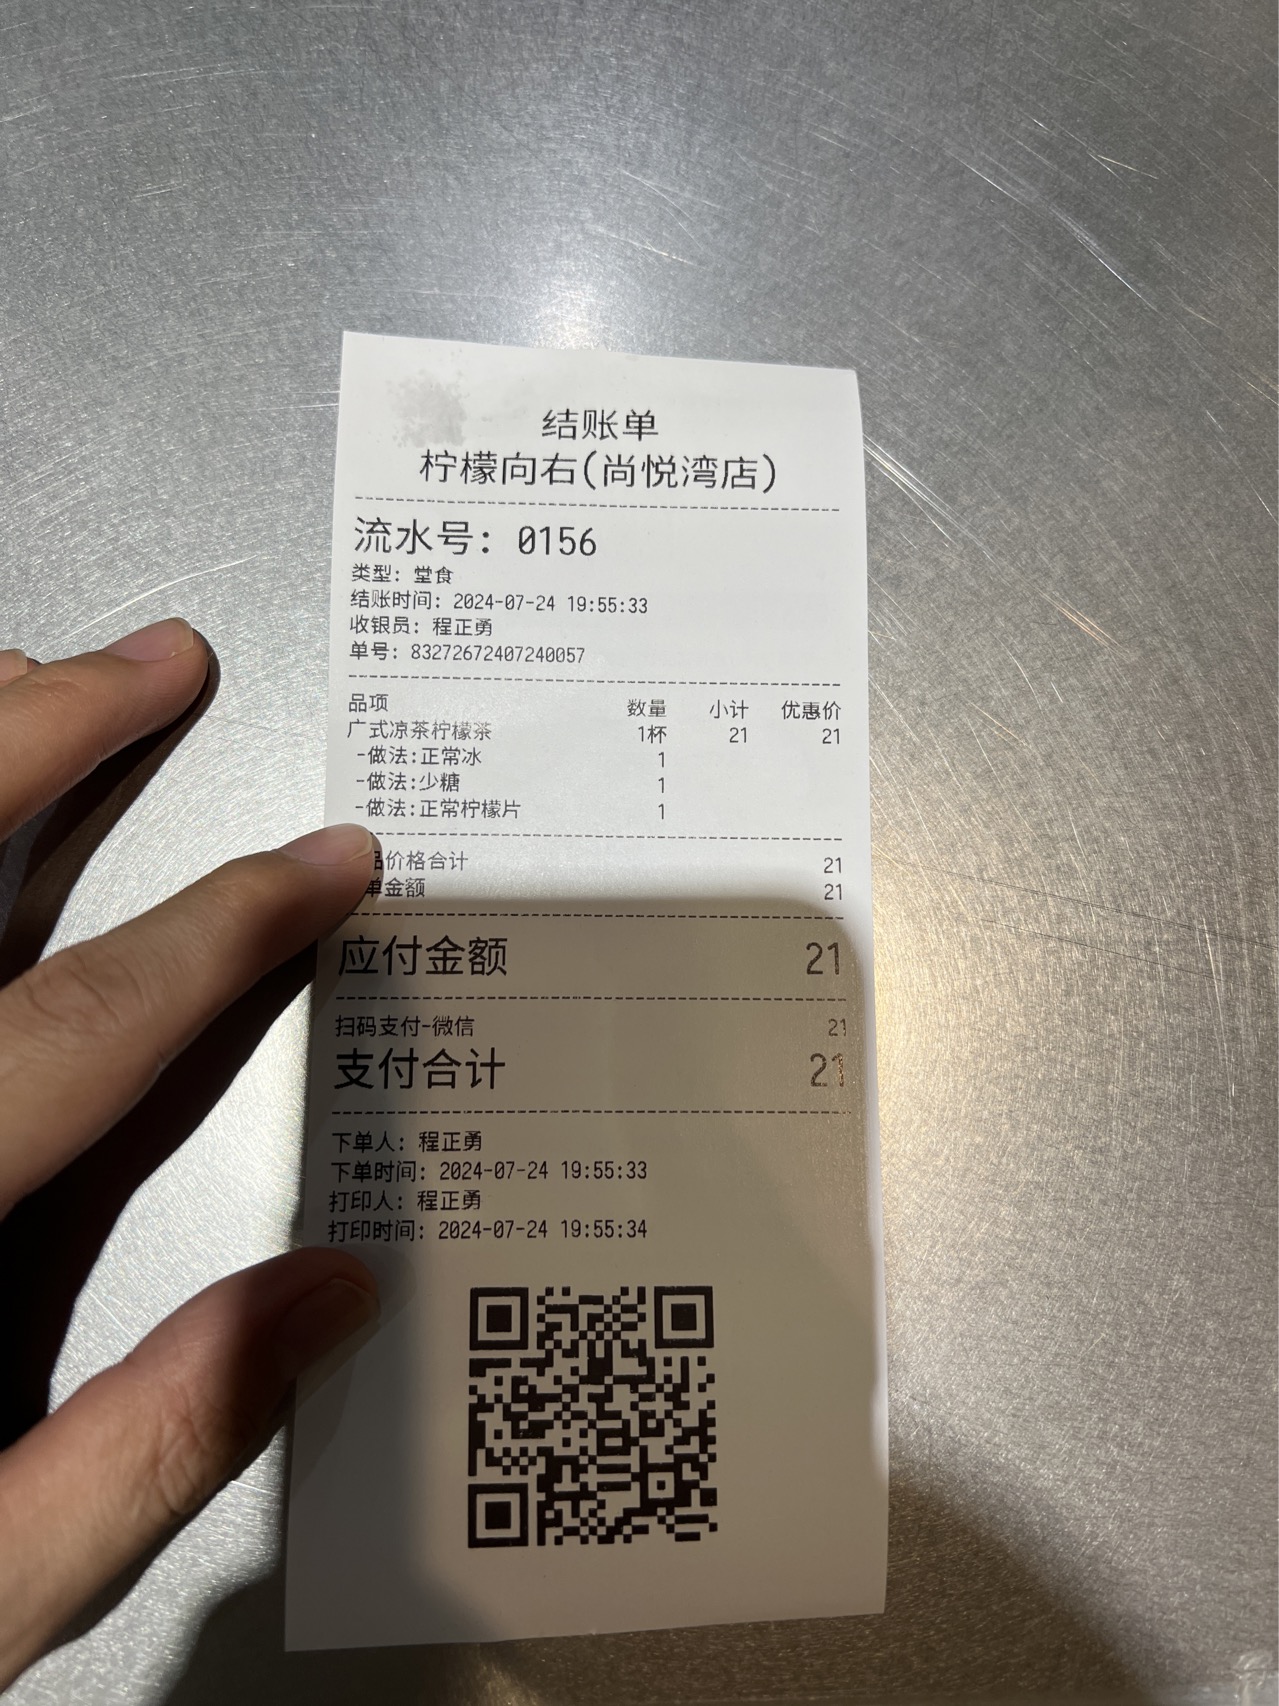 结账单
柠檬向右(尚悦湾店)
流水号: 0156
类型: 堂食
结账时间: 2024-07-24 19:55:33
收银员: 程正勇
单号: 83272672407240057
品项 数量 小计 优惠价
广式凉茶柠檬茶 1杯 21 21
-做法:正常冰 1
-做法:少糖 1
-做法:正常柠檬片 1
品价格合计 21
单金额 21
应付金额 21
扫码支付-微信 21
支付合计 21
下单人: 程正勇
下单时间: 2024-07-24 19:55:33
打印人: 程正勇
打印时间: 2024-07-24 19:55:34